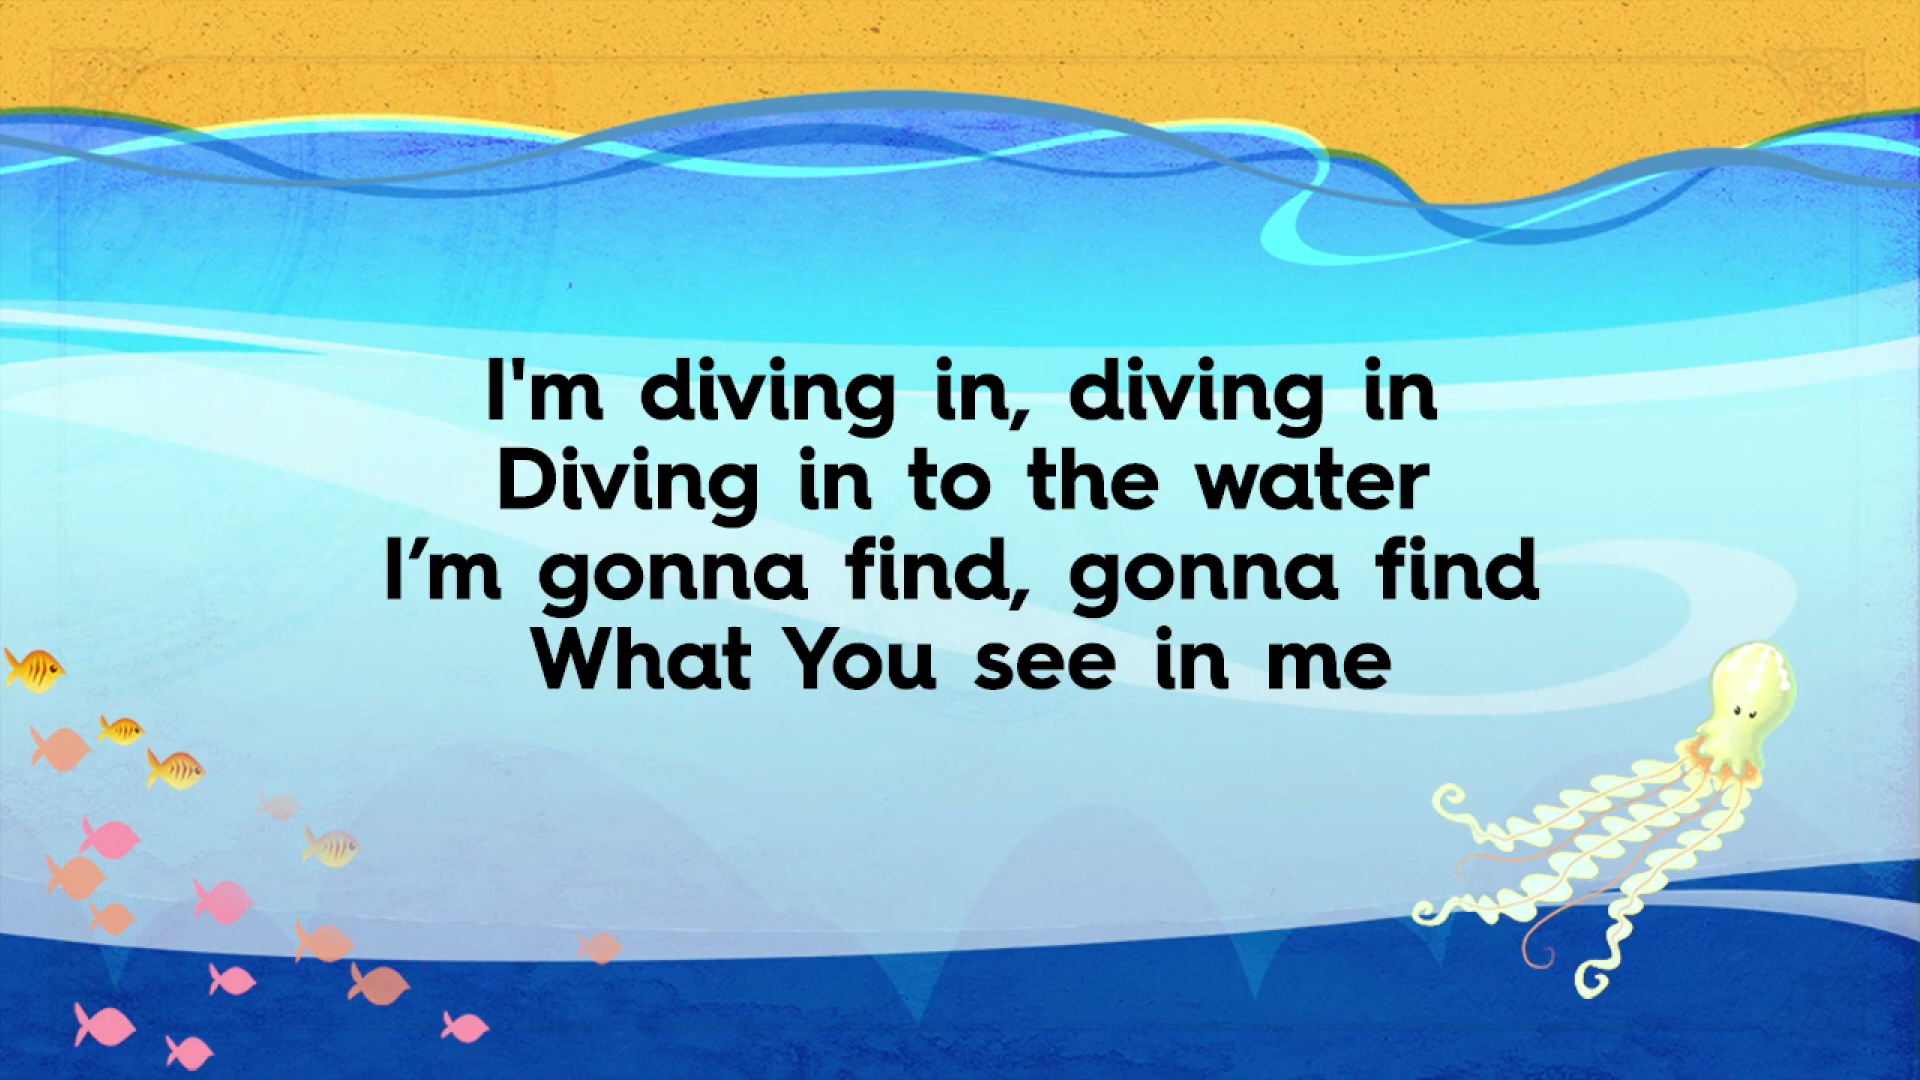 I'm diving in, diving in
Diving in to the water
I’m gonna find, gonna find
What You see in me